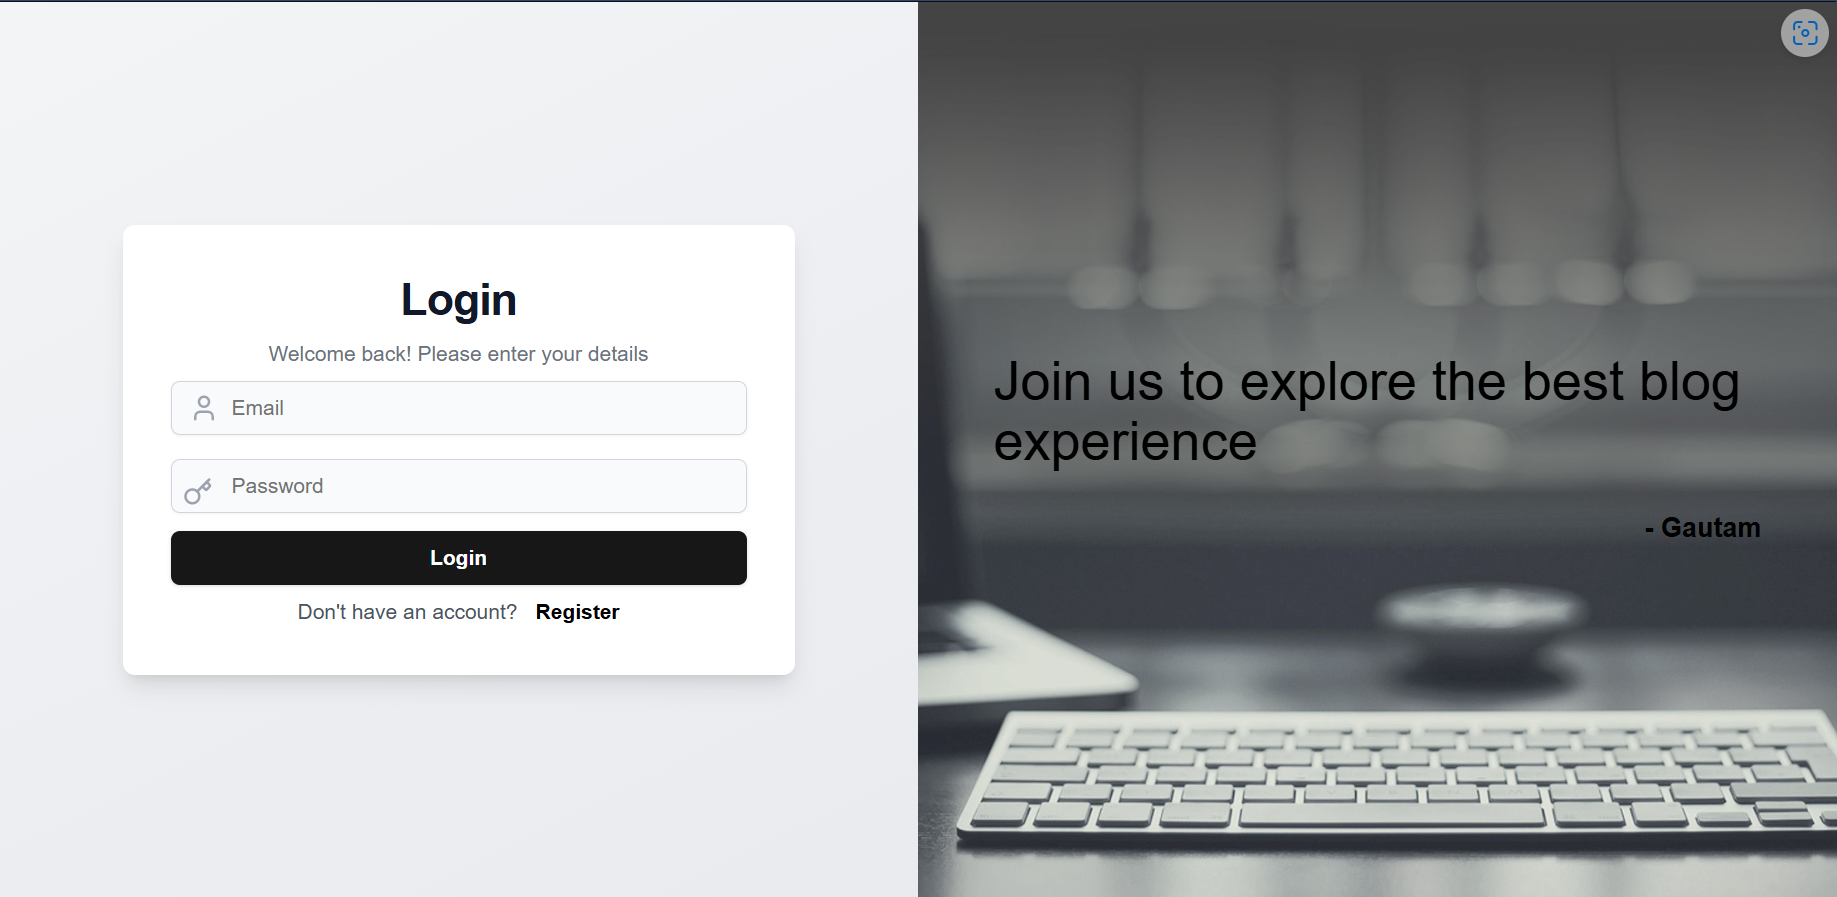 Login
Welcome back! Please enter your details
Email
Password
Login
Don't have an account? Register
Join us to explore the best blog
experience
- Gautam